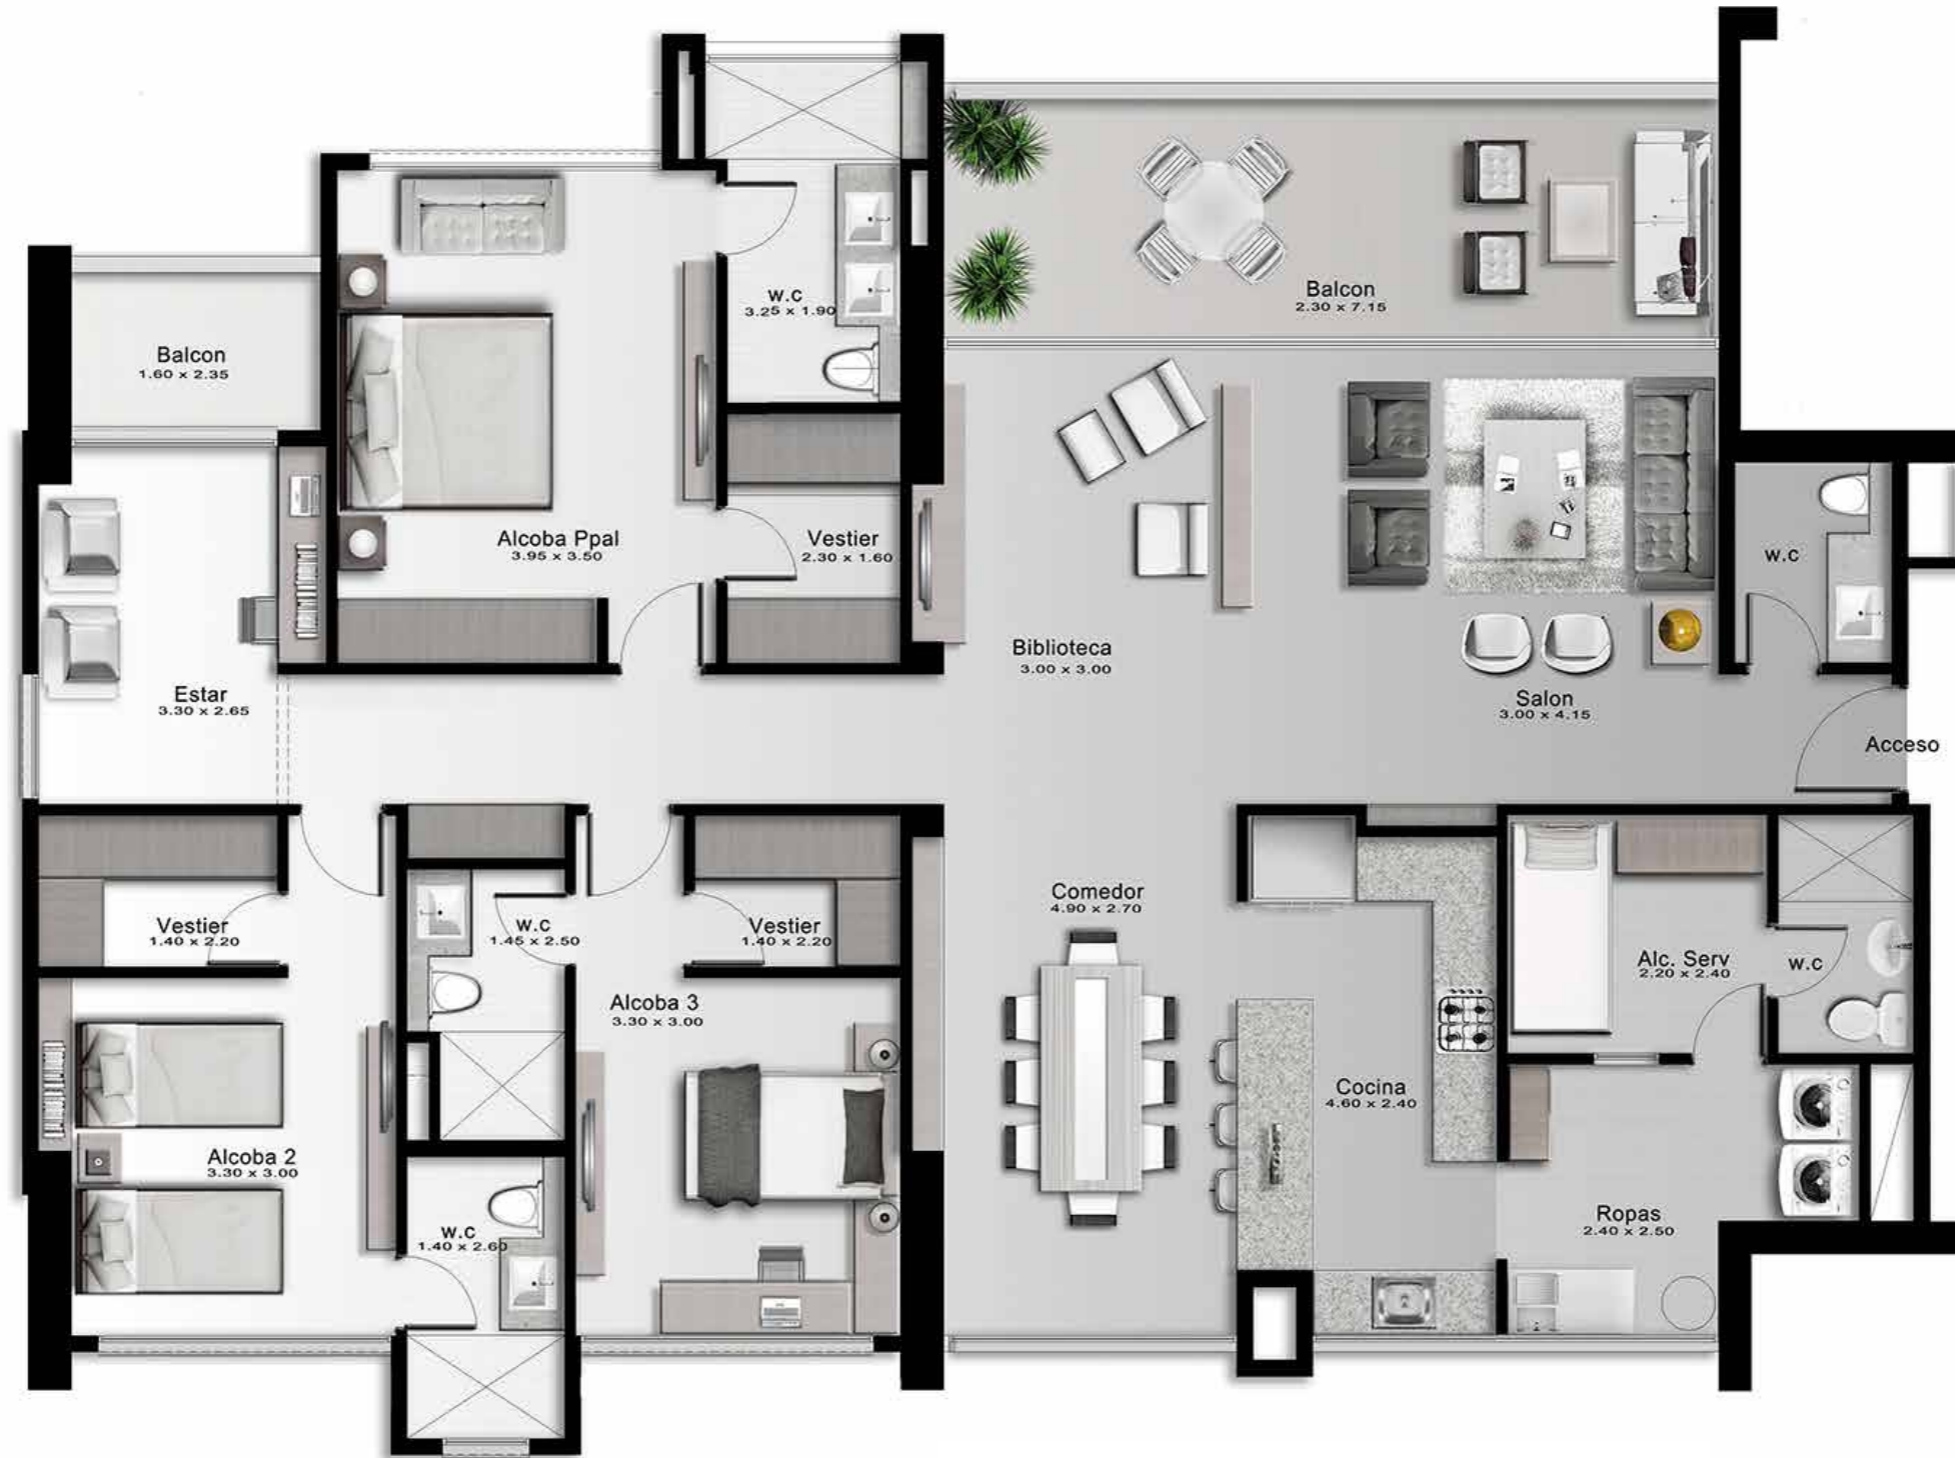 W.C
3.25 x 1.90
Balcon
2.30 x 7.15
Balcon
1.60 x 2.35
Alcoba Ppal
3.95 x 3.50
Vestier
2.30 x 1.60
W.C
Biblioteca
3.00 x 3.00
Estar
3.30 x 2.65
Salon
3.00 x 4.15
Acceso
Vestier
1.40 x 2.20
W.C
1.45 x 2.50
Vestier
1.40 x 2.20
Comedor
4.90 x 2.70
Alc. Serv
2.20 x 2.40
W.C
Alcoba 3
3.30 x 3.00
Cocina
4.60 x 2.40
Alcoba 2
3.30 x 3.00
W.C
1.40 x 2.60
Ropas
2.40 x 2.50